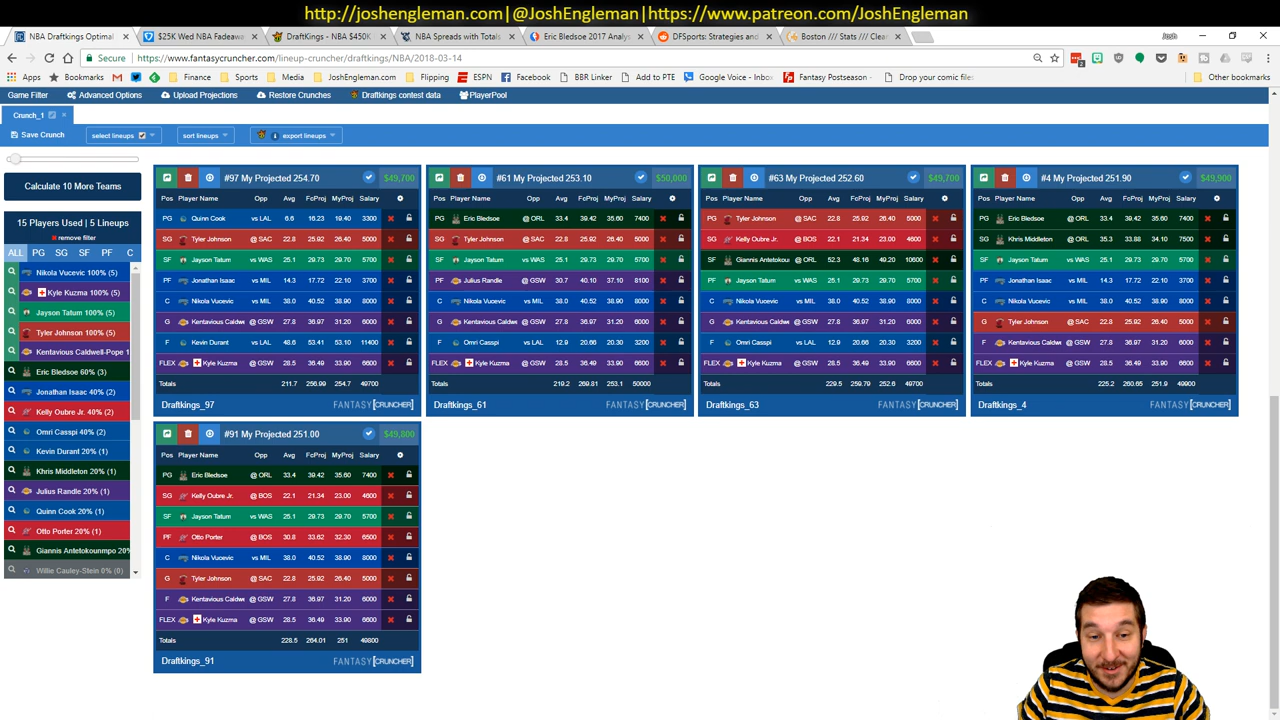 http://joshengleman.com|@JoshEngleman|https://www.patreon.com/JoshEngleman
NBA Draftkings Optimal
$25K Wed NBA Fadeaw
DraftKings - NBA $450K
NBA Spreads with Totals
Eric Bledsoe 2017 Analys
DFSports: Strategies and
Boston /// Stats /// Clear
Josh
Secure
https://www.fantasycruncher.com/lineup-cruncher/draftkings/NBA/2018-03-14
Apps Bookmarks Finance Sports Media JoshEngleman.com Flipping ESPN Facebook BBR Linker Add to PTE Google Voice - Inbox Fantasy Postseason - Drop your comic files Other bookmarks
Game Filter Advanced Options Upload Projections Restore Crunches Draftkings contest data PlayerPool
Crunch_1
Save Crunch select lineups sort lineups export lineups
Calculate 10 More Teams
15 Players Used | 5 Lineups
remove filter
ALL PG SG SF PF C
Nikola Vucevic 100% (5)
Kyle Kuzma 100% (5)
Jayson Tatum 100% (5)
Tyler Johnson 100% (5)
Kentavious Caldwell-Pope 1
Eric Bledsoe 60% (3)
Jonathan Isaac 40% (2)
Kelly Oubre Jr. 40% (2)
Omri Casspi 40% (2)
Kevin Durant 20% (1)
Khris Middleton 20% (1)
Julius Randle 20% (1)
Quinn Cook 20% (1)
Otto Porter 20% (1)
Giannis Antetokounmpo 20%
Willie Cauley-Stein 0% (0)
#97 My Projected 254.70 $49,700
Pos Player Name Opp Avg FcProj MyProj Salary
PG Quinn Cook vs LAL 6.6 16.23 19.40 3300
SG Tyler Johnson @ SAC 22.8 25.92 26.40 5000
SF Jayson Tatum vs WAS 25.1 29.73 29.70 5700
PF Jonathan Isaac vs MIL 14.3 17.72 22.10 3700
C Nikola Vucevic vs MIL 38.0 40.52 38.90 8000
G Kentavious Caldwe @ GSW 27.8 36.97 31.20 6000
F Kevin Durant vs LAL 48.6 53.41 53.10 11400
FLEX Kyle Kuzma @ GSW 28.5 36.49 33.90 6600
Totals 211.7 256.99 254.7 49700
Draftkings_97 FANTASY[CRUNCHER]
#61 My Projected 253.10 $50,000
Pos Player Name Opp Avg FcProj MyProj Salary
PG Eric Bledsoe @ ORL 33.4 39.42 35.60 7400
SG Tyler Johnson @ SAC 22.8 25.92 26.40 5000
SF Jayson Tatum vs WAS 25.1 29.73 29.70 5700
PF Julius Randle @ GSW 30.7 40.10 37.10 8100
C Nikola Vucevic vs MIL 38.0 40.52 38.90 8000
G Kentavious Caldwe @ GSW 27.8 36.97 31.20 6000
F Omri Casspi vs LAL 12.9 20.66 20.30 3200
FLEX Kyle Kuzma @ GSW 28.5 36.49 33.90 6600
Totals 219.2 269.81 253.1 50000
Draftkings_61 FANTASY[CRUNCHER]
#63 My Projected 252.60 $49,700
Pos Player Name Opp Avg FcProj MyProj Salary
PG Tyler Johnson @ SAC 22.8 25.92 26.40 5000
SG Kelly Oubre Jr. @ BOS 22.1 21.34 23.00 4600
SF Giannis Antetokou @ ORL 52.3 48.16 49.20 10600
PF Jayson Tatum vs WAS 25.1 29.73 29.70 5700
C Nikola Vucevic vs MIL 38.0 40.52 38.90 8000
G Kentavious Caldwe @ GSW 27.8 36.97 31.20 6000
F Omri Casspi vs LAL 12.9 20.66 20.30 3200
FLEX Kyle Kuzma @ GSW 28.5 36.49 33.90 6600
Totals 229.5 259.79 252.6 49700
Draftkings_63 FANTASY[CRUNCHER]
#4 My Projected 251.90 $49,900
Pos Player Name Opp Avg FcProj MyProj Salary
PG Eric Bledsoe @ ORL 33.4 39.42 35.60 7400
SG Khris Middleton @ ORL 35.3 33.88 34.10 7500
SF Jayson Tatum vs WAS 25.1 29.73 29.70 5700
PF Jonathan Isaac vs MIL 14.3 17.72 22.10 3700
C Nikola Vucevic vs MIL 38.0 40.52 38.90 8000
G Tyler Johnson @ SAC 22.8 25.92 26.40 5000
F Kentavious Caldwe @ GSW 27.8 36.97 31.20 6000
FLEX Kyle Kuzma @ GSW 28.5 36.49 33.90 6600
Totals 225.2 260.65 251.9 49900
Draftkings_4 FANTASY[CRUNCHER]
#91 My Projected 251.00 $49,800
Pos Player Name Opp Avg FcProj MyProj Salary
PG Eric Bledsoe @ ORL 33.4 39.42 35.60 7400
SG Kelly Oubre Jr. @ BOS 22.1 21.34 23.00 4600
SF Jayson Tatum vs WAS 25.1 29.73 29.70 5700
PF Otto Porter @ BOS 30.8 33.62 32.30 6500
C Nikola Vucevic vs MIL 38.0 40.52 38.90 8000
G Tyler Johnson @ SAC 22.8 25.92 26.40 5000
F Kentavious Caldwe @ GSW 27.8 36.97 31.20 6000
FLEX Kyle Kuzma @ GSW 28.5 36.49 33.90 6600
Totals 228.5 264.01 251 49800
Draftkings_91 FANTASY[CRUNCHER]